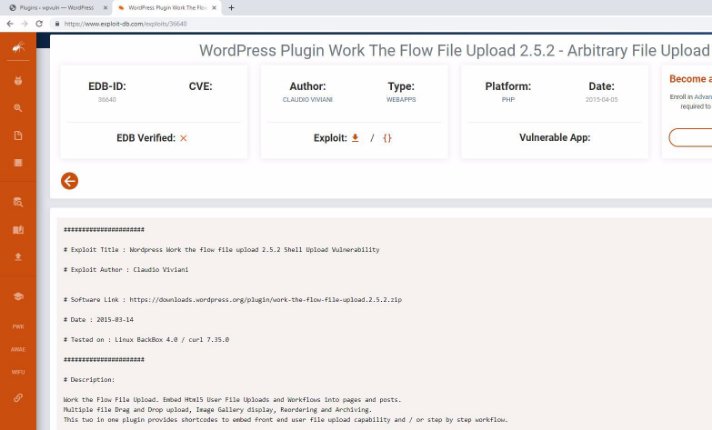 Plugins ‹ wpvuln — WordPress
WordPress Plugin Work The Flo
https://www.exploit-db.com/exploits/36640
WordPress Plugin Work The Flow File Upload 2.5.2 - Arbitrary File Upload
EDB-ID:
36640
CVE:
EDB Verified: ×
Author:
CLAUDIO VIVIANI
Type:
WEBAPPS
Exploit: / {}
Platform:
PHP
Date:
2015-04-05
Vulnerable App:
Become a
Enroll in Advan
required to
PWK
AWAE
WIFU
######################
# Exploit Title : Wordpress Work the flow file upload 2.5.2 Shell Upload Vulnerability
# Exploit Author : Claudio Viviani
# Software Link : https://downloads.wordpress.org/plugin/work-the-flow-file-upload.2.5.2.zip
# Date : 2015-03-14
# Tested on : Linux BackBox 4.0 / curl 7.35.0
######################
# Description:
Work the Flow File Upload. Embed Html5 User File Uploads and Workflows into pages and posts.
Multiple file Drag and Drop upload, Image Gallery display, Reordering and Archiving.
This two in one plugin provides shortcodes to embed front end user file upload capability and / or step by step workflow.